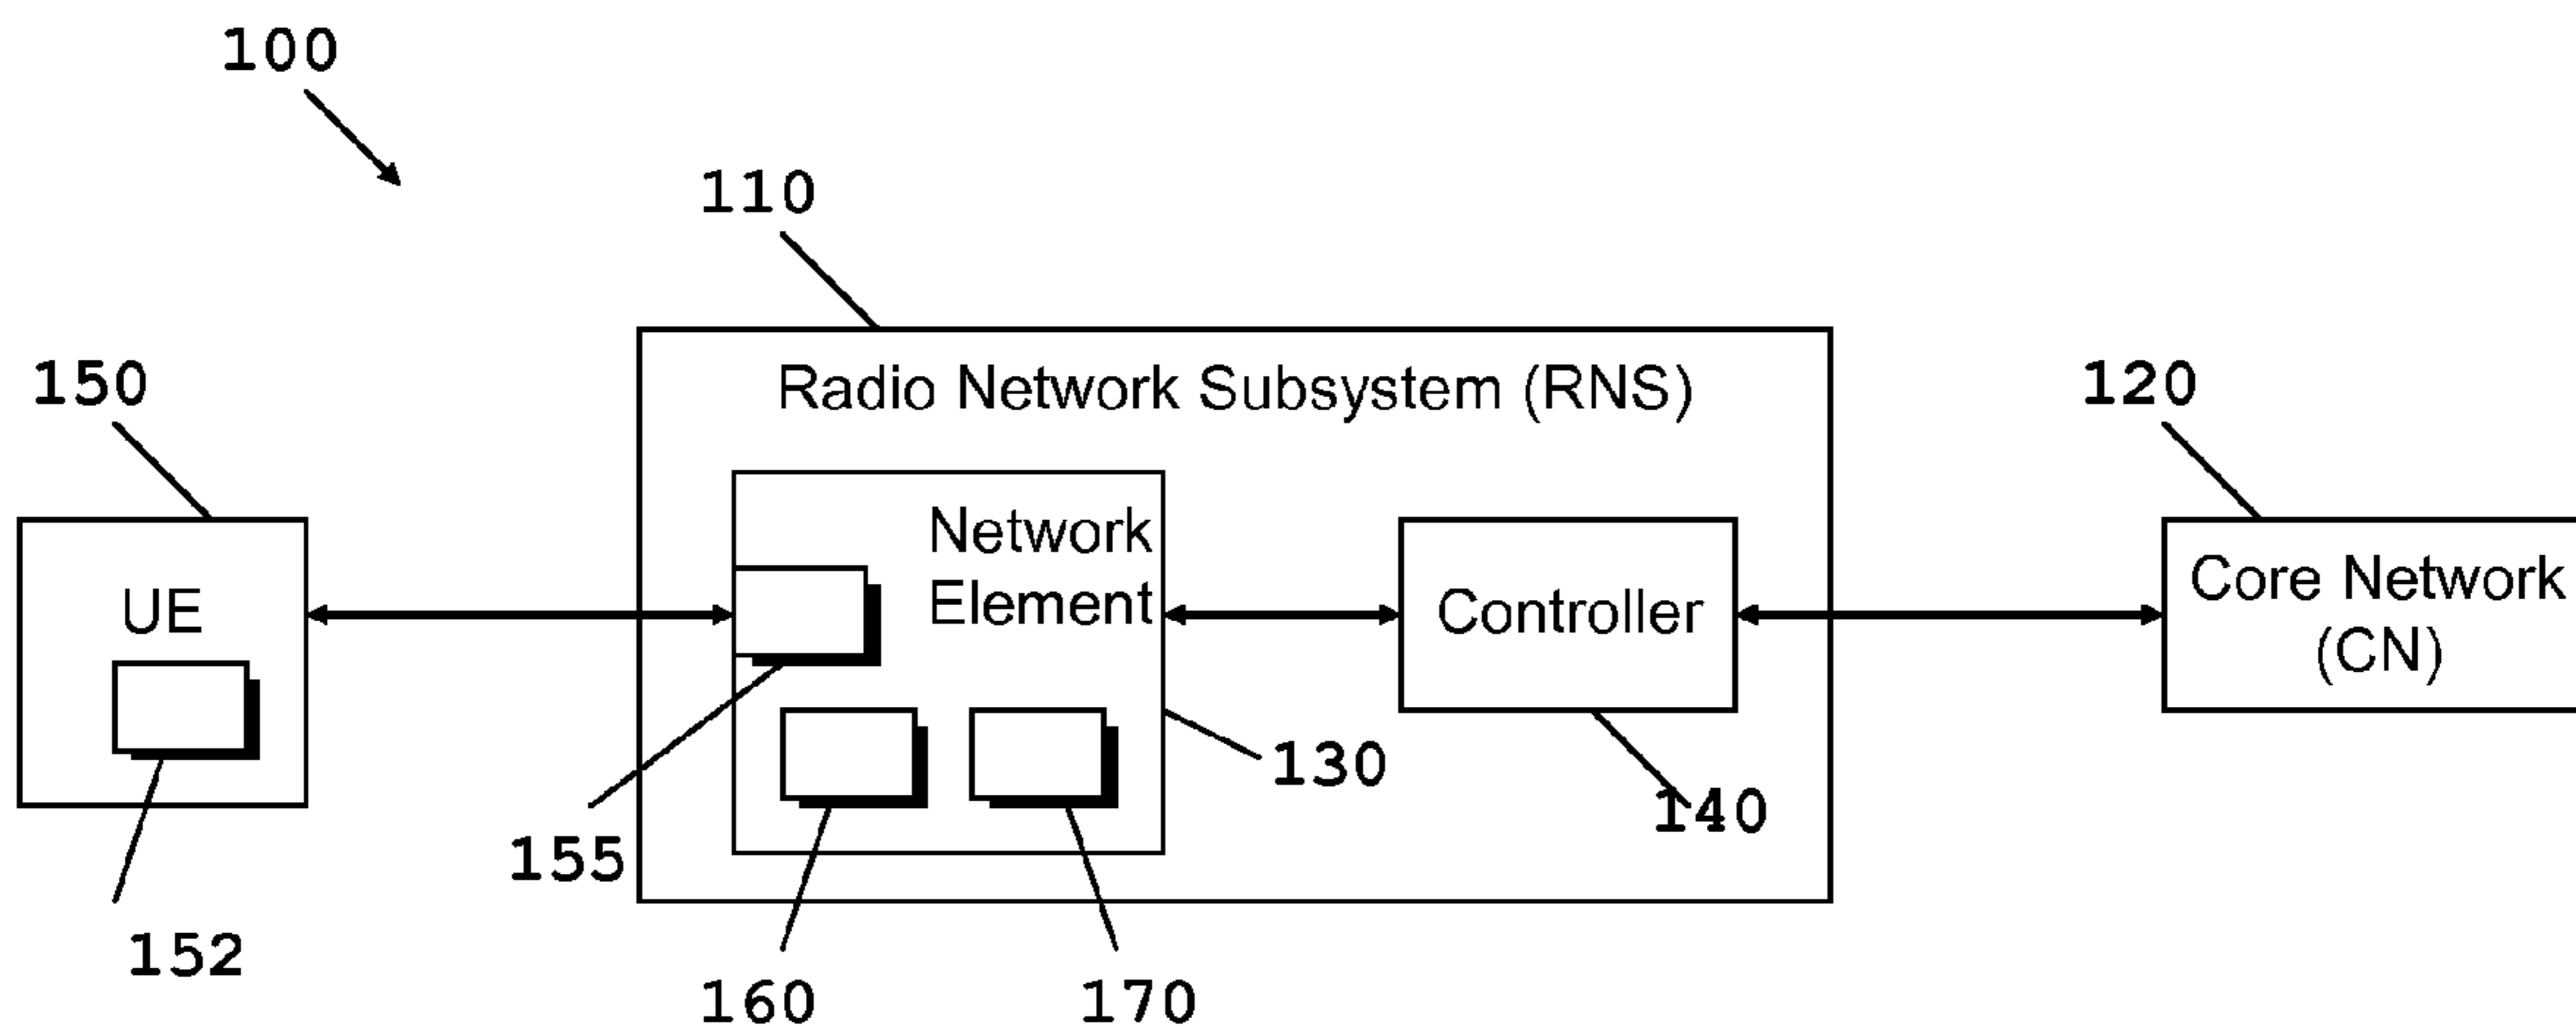 100
110
150
120
Radio Network Subsystem (RNS)
UE
Network
Element
Controller
Core Network
(CN)
130
140
155
152
160
170